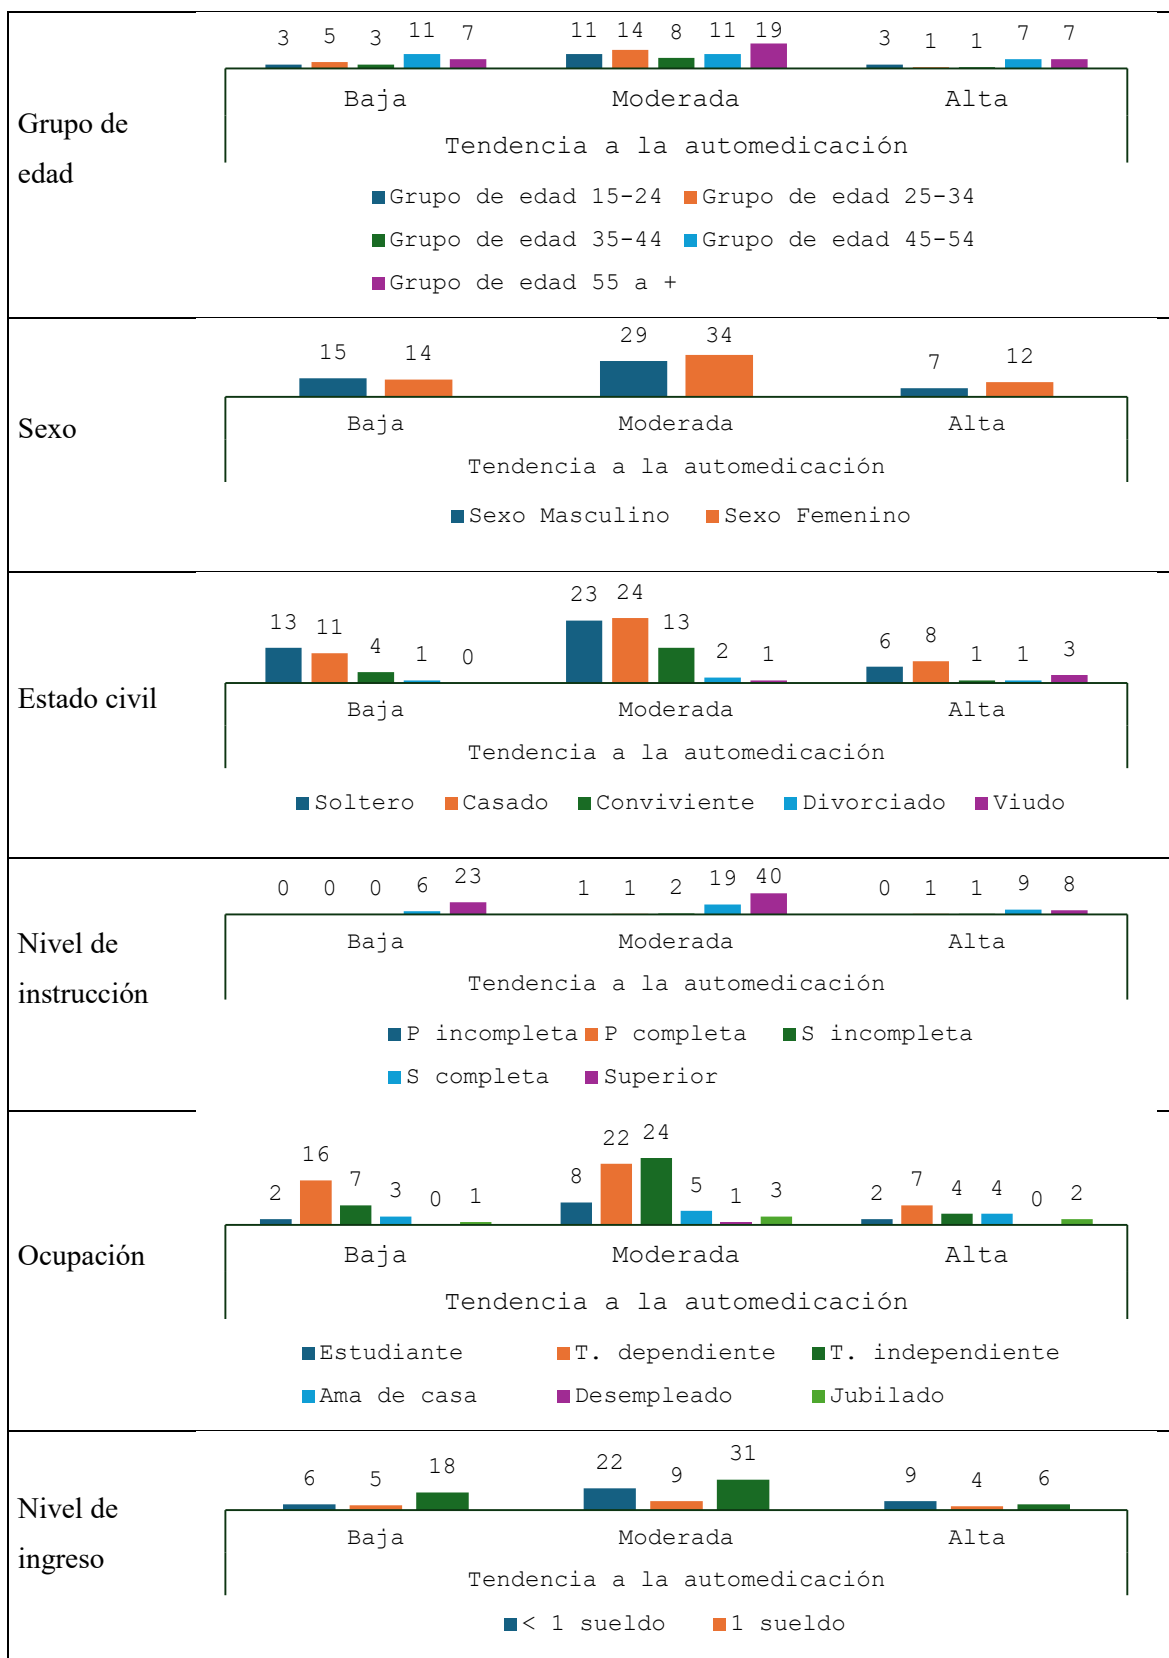 3 5 3 11 7 11 14 8 11 19 3 1 1 7 7
Baja Moderada Alta
Tendencia a la automedicación
Grupo de
edad
Grupo de edad 15-24 Grupo de edad 25-34
Grupo de edad 35-44 Grupo de edad 45-54
Grupo de edad 55 a +
15 14 29 34 7 12
Baja Moderada Alta
Sexo
Tendencia a la automedicación
Sexo Masculino Sexo Femenino
13 11 4 1 0 23 24 13 2 1 6 8 1 1 3
Baja Moderada Alta
Estado civil
Tendencia a la automedicación
Soltero Casado Conviviente Divorciado Viudo
0 0 0 6 23 1 1 2 19 40 0 1 1 9 8
Baja Moderada Alta
Nivel de
instrucción
Tendencia a la automedicación
P incompleta P completa S incompleta
S completa Superior
2 16 7 3 0 1 8 22 24 5 1 3 2 7 4 4 0 2
Baja Moderada Alta
Ocupación
Tendencia a la automedicación
Estudiante T. dependiente T. independiente
Ama de casa Desempleado Jubilado
6 5 18 22 9 31 9 4 6
Baja Moderada Alta
Nivel de
ingreso
Tendencia a la automedicación
< 1 sueldo 1 sueldo